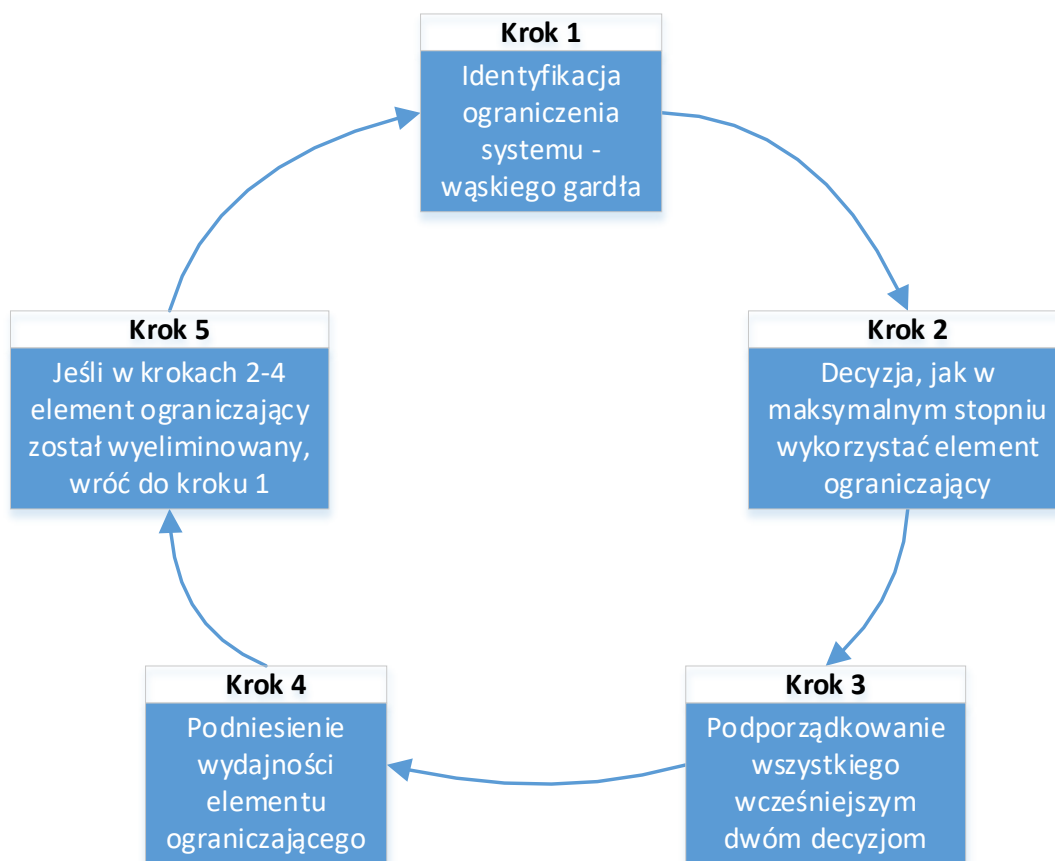 Krok 1
Identyfikacja
ograniczenia
systemu -
wąskiego gardła
Krok 2
Decyzja, jak w
maksymalnym stopniu
wykorzystać element
ograniczający
Krok 3
Podporządkowanie
wszystkiego
wcześniejszym
dwóm decyzjom
Krok 4
Podniesienie
wydajności
elementu
ograniczającego
Krok 5
Jeśli w krokach 2-4
element ograniczający
został wyeliminowany,
wróć do kroku 1